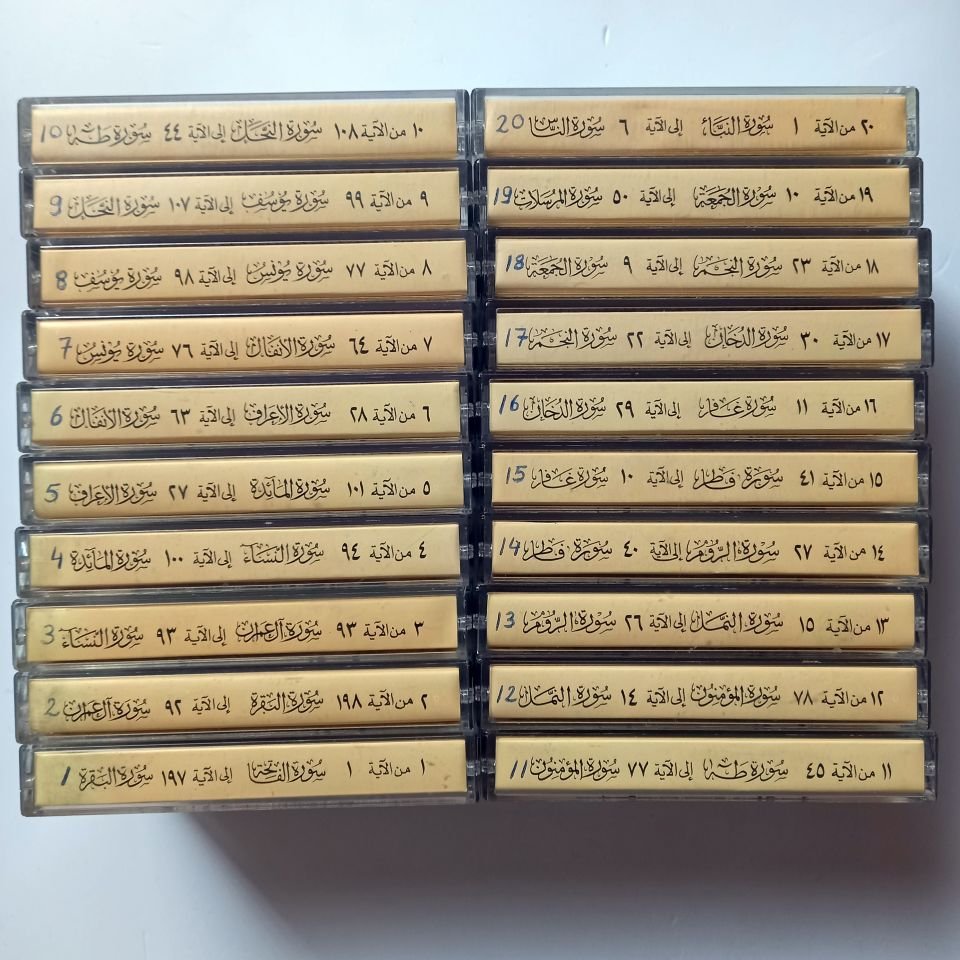 ١٠ من الآية ١٠٨ سورة النحل إلى الآية ٤٤ سورة طه 10
٩ من الآية ٩٩ سورة يوسف إلى الآية ١٠٧ سورة النحل 9
٨ من الآية ٧٧ سورة يونس إلى الآية ٩٨ سورة يوسف 8
٧ من الآية ٦٤ سورة الأنفال إلى الآية ٧٦ سورة يونس 7
٦ من الآية ٢٨ سورة الأعراف إلى الآية ٦٣ سورة الأنفال 6
٥ من الآية ١٠١ سورة المائدة إلى الآية ٢٧ سورة الأعراف 5
٤ من الآية ٩٤ سورة النساء إلى الآية ١٠٠ سورة المائدة 4
٣ من الآية ٩٣ سورة آل عمران إلى الآية ٩٣ سورة النساء 3
٢ من الآية ١٩٨ سورة البقرة إلى الآية ٩٢ سورة آل عمران 2
١ من الآية ١ سورة الفاتحة إلى الآية ١٩٧ سورة البقرة 1
٢٠ من الآية ١ سورة النبأ إلى الآية ٦ سورة الناس 20
١٩ من الآية ١٠ سورة الجمعة إلى الآية ٥٠ سورة المرسلات 19
١٨ من الآية ٢٣ سورة النجم إلى الآية ٩ سورة الجمعة 18
١٧ من الآية ٣٠ سورة الدخان إلى الآية ٢٢ سورة النجم 17
١٦ من الآية ١١ سورة غافر إلى الآية ٢٩ سورة الدخان 16
١٥ من الآية ٤١ سورة فاطر إلى الآية ١٠ سورة غافر 15
١٤ من الآية ٢٧ سورة الروم إلى الآية ٤٠ سورة فاطر 14
١٣ من الآية ١٥ سورة النمل إلى الآية ٢٦ سورة الروم 13
١٢ من الآية ٧٨ سورة المؤمنون إلى الآية ١٤ سورة النمل 12
١١ من الآية ٤٥ سورة طه إلى الآية ٧٧ سورة المؤمنون 11